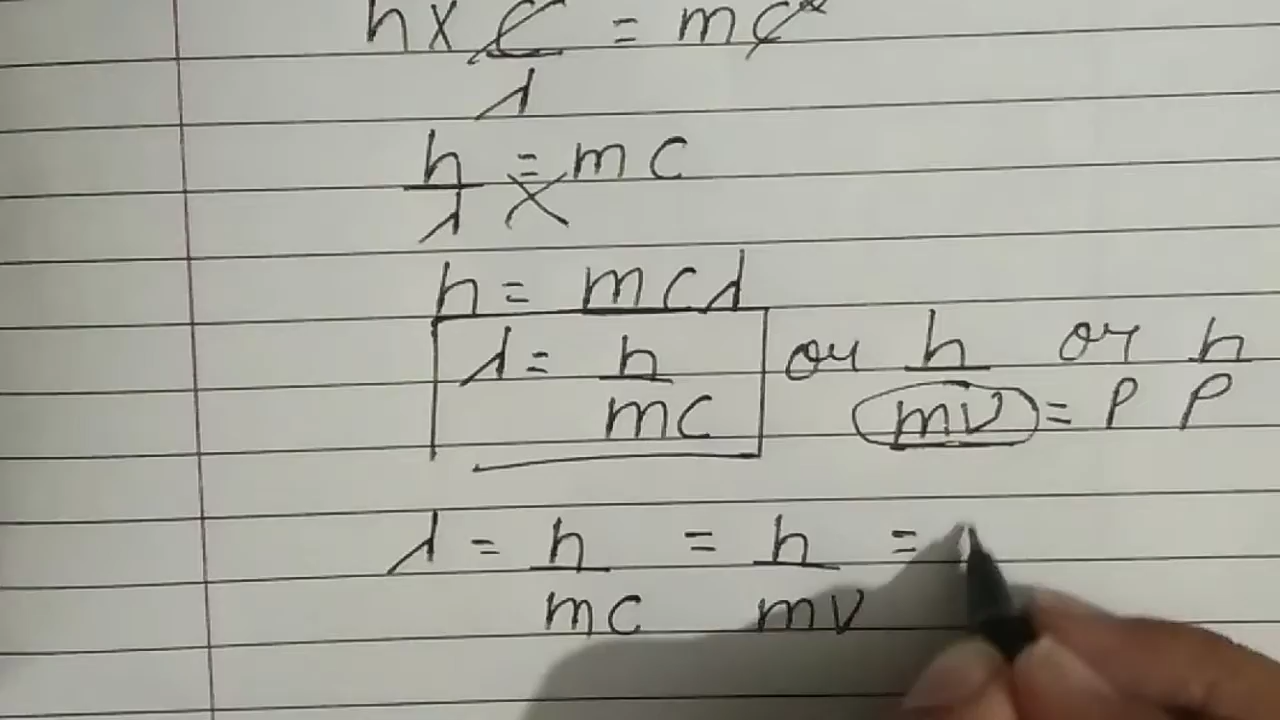 h x c = mc²
λ
h = mc
λ
h = mcλ
λ = h or h or h
mc mv = p p
λ = h = h =
mc mv